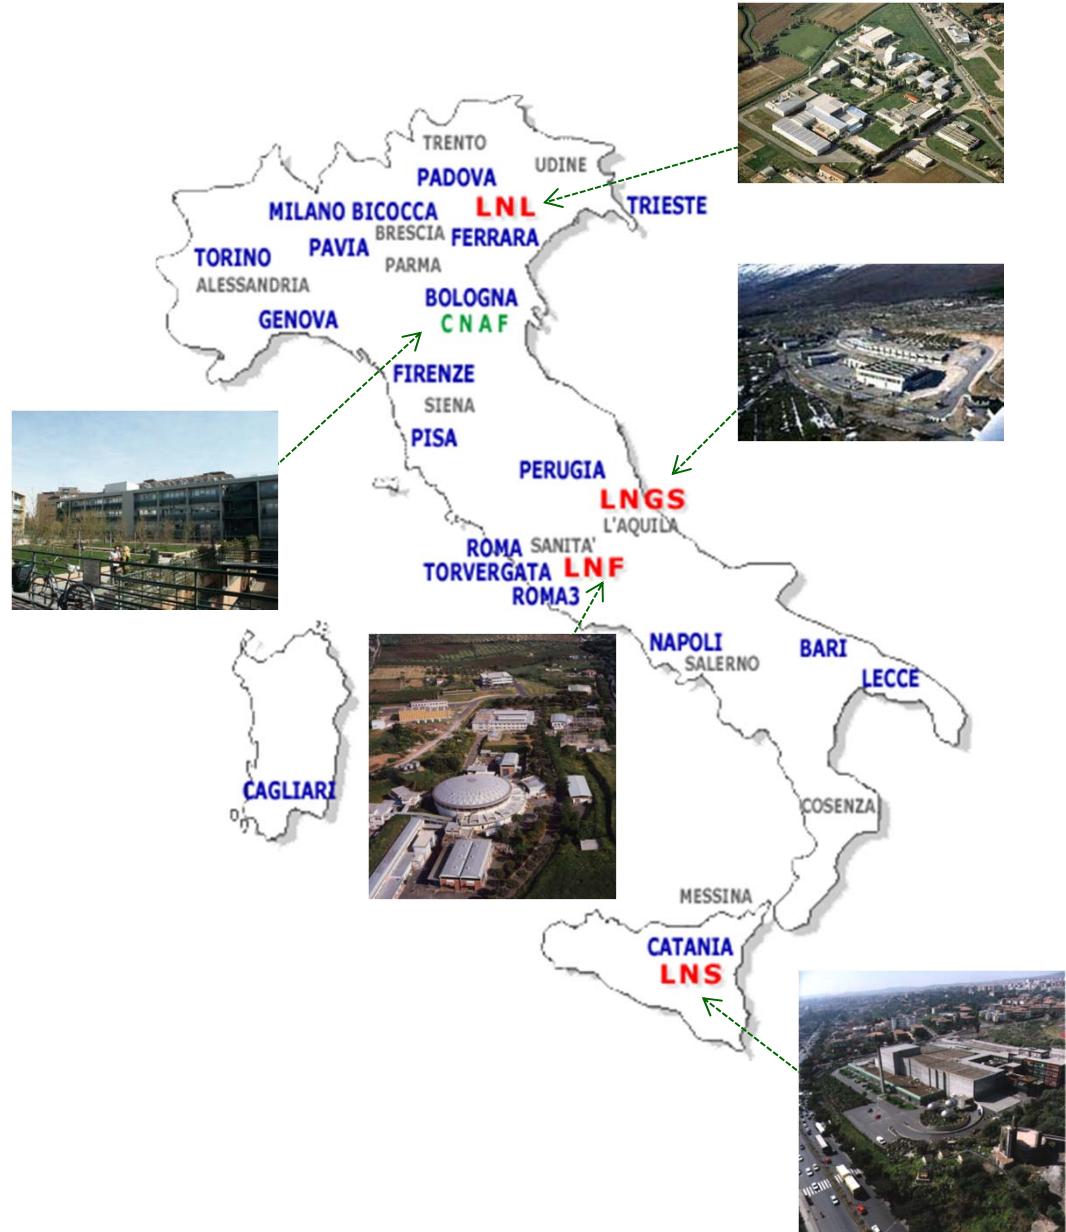 TRENTO
UDINE
PADOVA
LNL
TRIESTE
MILANO BICOCCA
BRESCIA
FERRARA
PAVIA
TORINO
PARMA
ALESSANDRIA
BOLOGNA
GENOVA
CNAF
FIRENZE
SIENA
PISA
PERUGIA
LNGS
L'AQUILA
ROMA
SANITA'
TORVERGATA
LNF
ROMA3
NAPOLI
BARI
SALERNO
LECCE
CAGLIARI
COSENZA
MESSINA
CATANIA
LNS